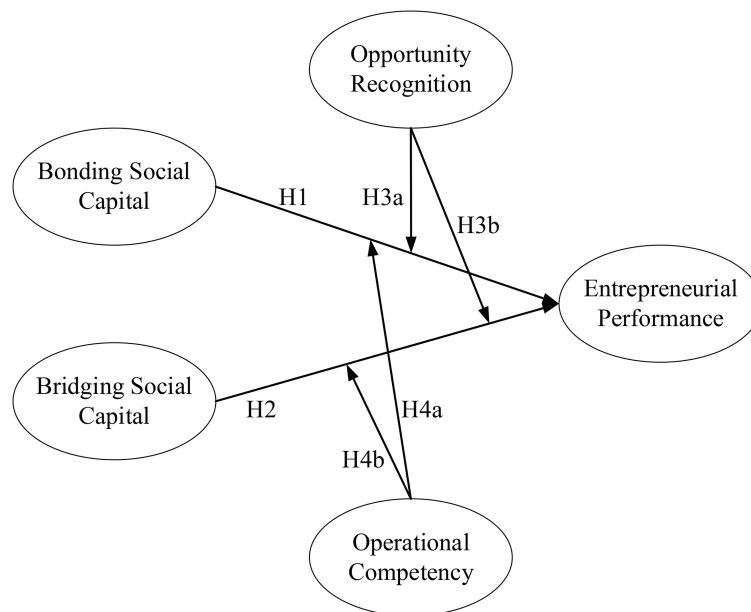 Opportunity
Recognition
Bonding Social
Capital
H1
H3a
H3b
Entrepreneurial
Performance
Bridging Social
Capital
H2
H4a
H4b
Operational
Competency